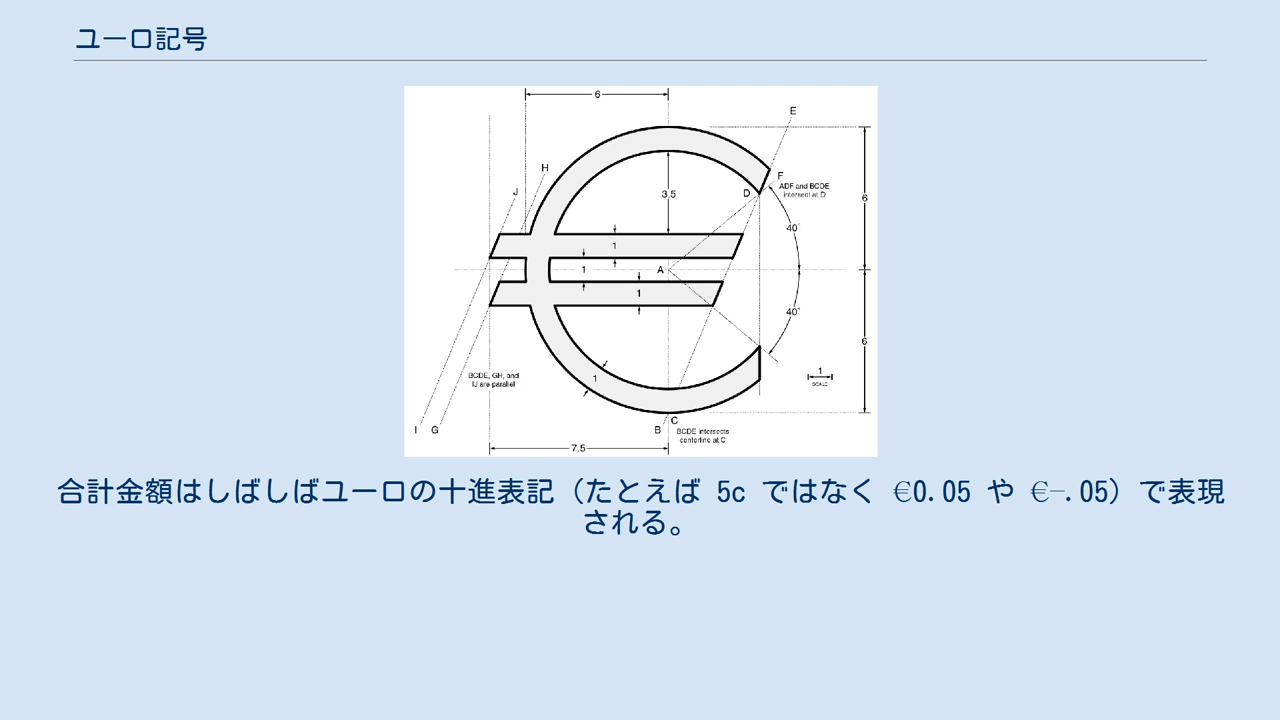 ユーロ記号
6
E
H
F
J
3.5
D
ADF and BCDE
intersect at D
6
40°
1
1
A
1
40°
6
1
SCALE
BCDE, GH, and
IJ are parallel
1
I G
B C
BCDE intersects
centerline at C
7.5
合計金額はしばしばユーロの十進表記（たとえば 5c ではなく €0.05 や €−.05）で表現
される。